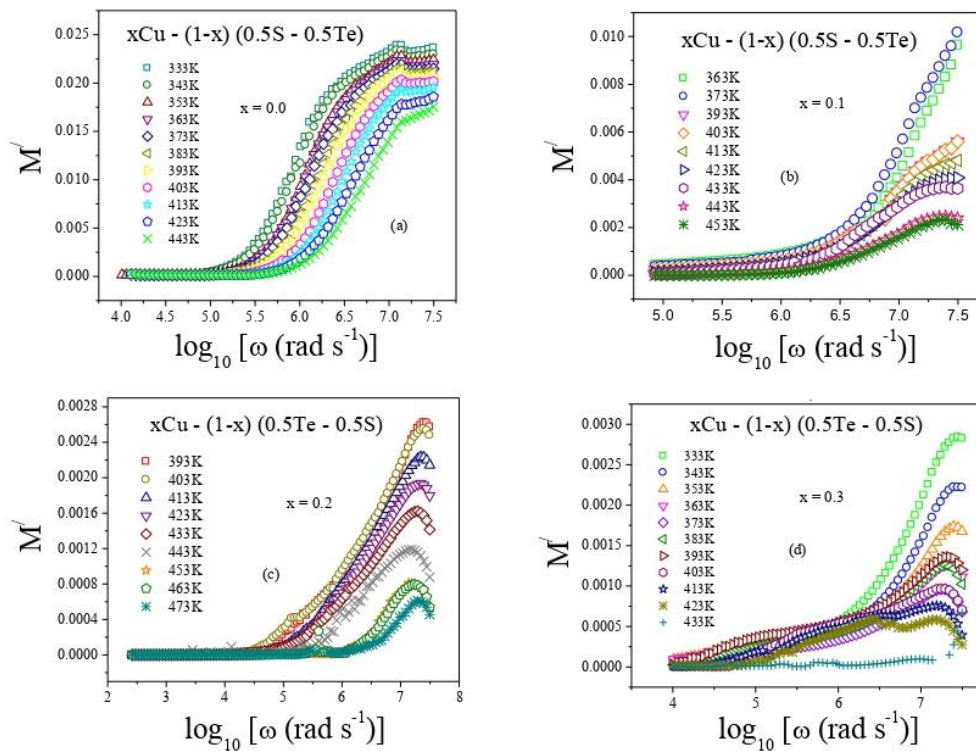 xCu - (1-x) (0.5S - 0.5Te)
0.025
0.020
0.015
0.010
0.005
0.000
M/
333K
343K
353K
363K
373K
383K
393K
403K
413K
423K
443K
x = 0.0
(a)
4.0 4.5 5.0 5.5 6.0 6.5 7.0 7.5
log10 [ω (rad s-1)]
xCu - (1-x) (0.5S - 0.5Te)
0.010
0.008
0.006
0.004
0.002
0.000
M/
363K
373K
393K
403K
413K
423K
433K
443K
453K
x = 0.1
(b)
5.0 5.5 6.0 6.5 7.0 7.5
log10 [ω (rad s-1)]
xCu - (1-x) (0.5Te - 0.5S)
0.0028
0.0024
0.0020
0.0016
0.0012
0.0008
0.0004
0.0000
M/
393K
403K
413K
423K
433K
443K
453K
463K
473K
x = 0.2
(c)
2 3 4 5 6 7 8
log10 [ω (rad s-1)]
xCu - (1-x) (0.5Te - 0.5S)
0.0030
0.0025
0.0020
0.0015
0.0010
0.0005
0.0000
M/
333K
343K
353K
363K
373K
383K
393K
403K
413K
423K
433K
x = 0.3
(d)
4 5 6 7
log10 [ω (rad s-1)]